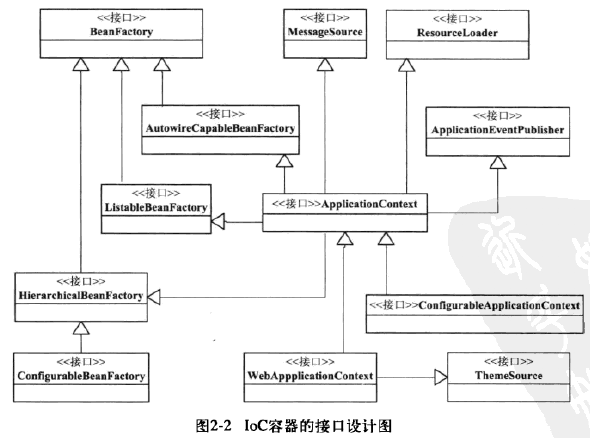 <<接口>>
BeanFactory
<<接口>>
MessageSource
<<接口>>
ResourceLoader
<<接口>>
AutowireCapableBeanFactory
<<接口>>
ApplicationEventPublisher
<<接口>>
ListableBeanFactory
<<接口>>ApplicationContext
<<接口>>
HierarchicalBeanFactory
<<接口>>ConfigurableApplicationContext
<<接口>>
ConfigurableBeanFactory
<<接口>>
WebAppplicationContext
<<接口>>
ThemeSource
图2-2 IoC容器的接口设计图